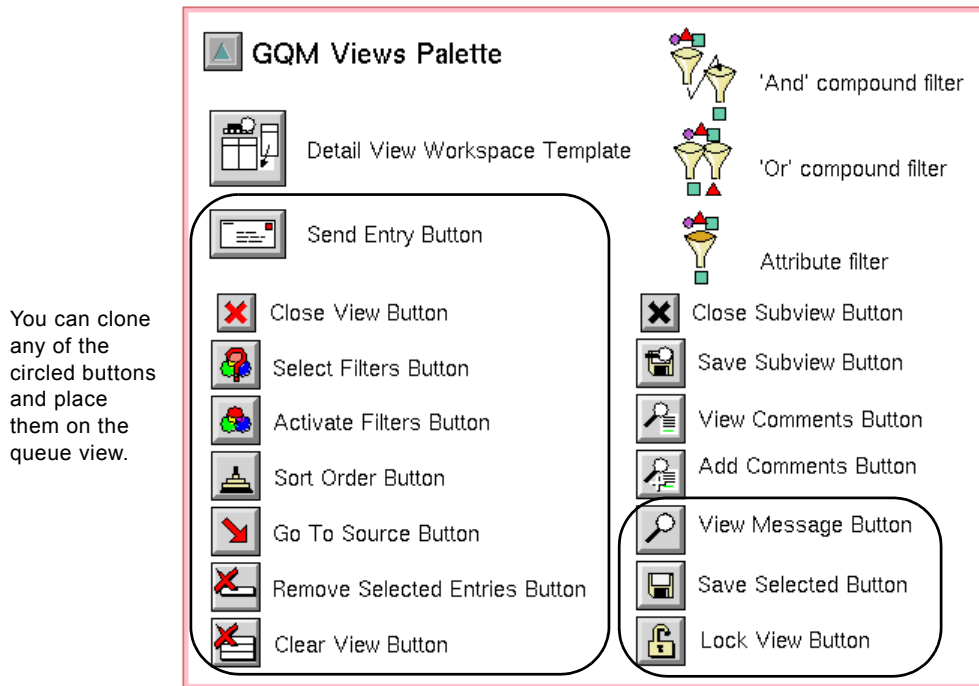 GQM Views Palette
Detail View Workspace Template
Send Entry Button
Close View Button
Select Filters Button
Activate Filters Button
Sort Order Button
Go To Source Button
Remove Selected Entries Button
Clear View Button
'And' compound filter
'Or' compound filter
Attribute filter
Close Subview Button
Save Subview Button
View Comments Button
Add Comments Button
View Message Button
Save Selected Button
Lock View Button
You can clone
any of the
circled buttons
and place
them on the
queue view.